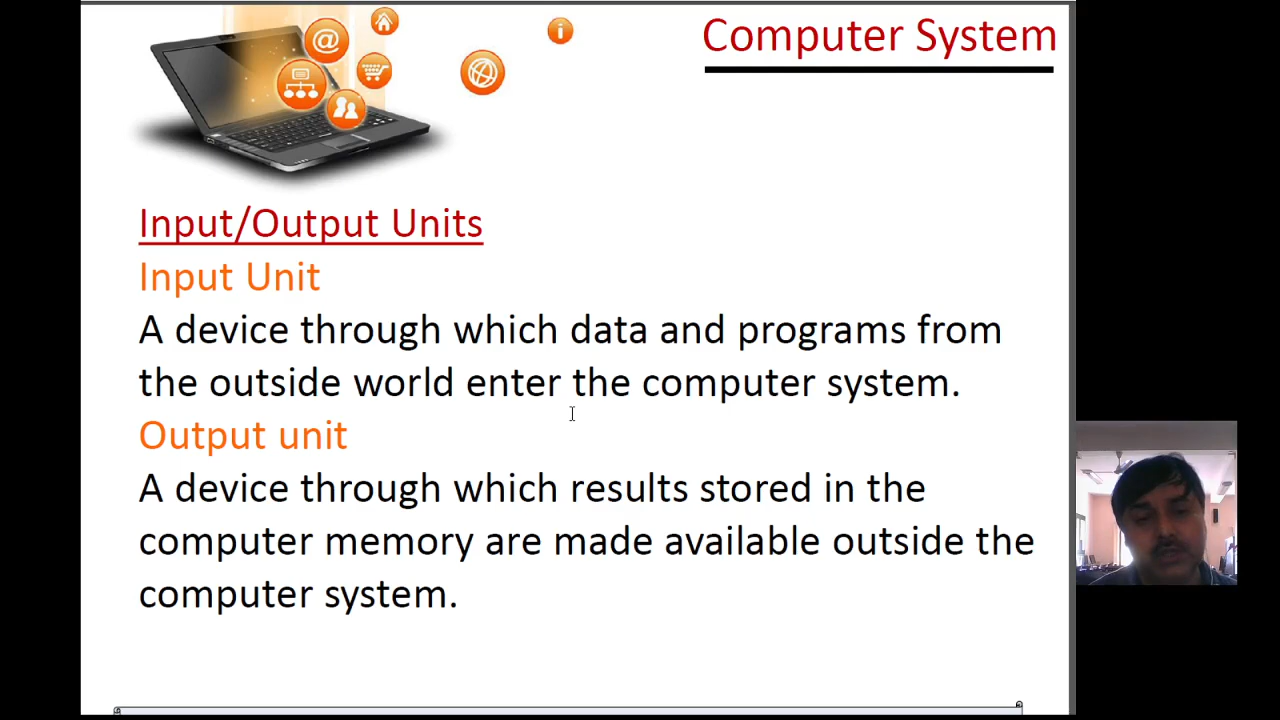 Computer System
Input/Output Units
Input Unit
A device through which data and programs from
the outside world enter the computer system.
Output unit
A device through which results stored in the
computer memory are made available outside the
computer system.